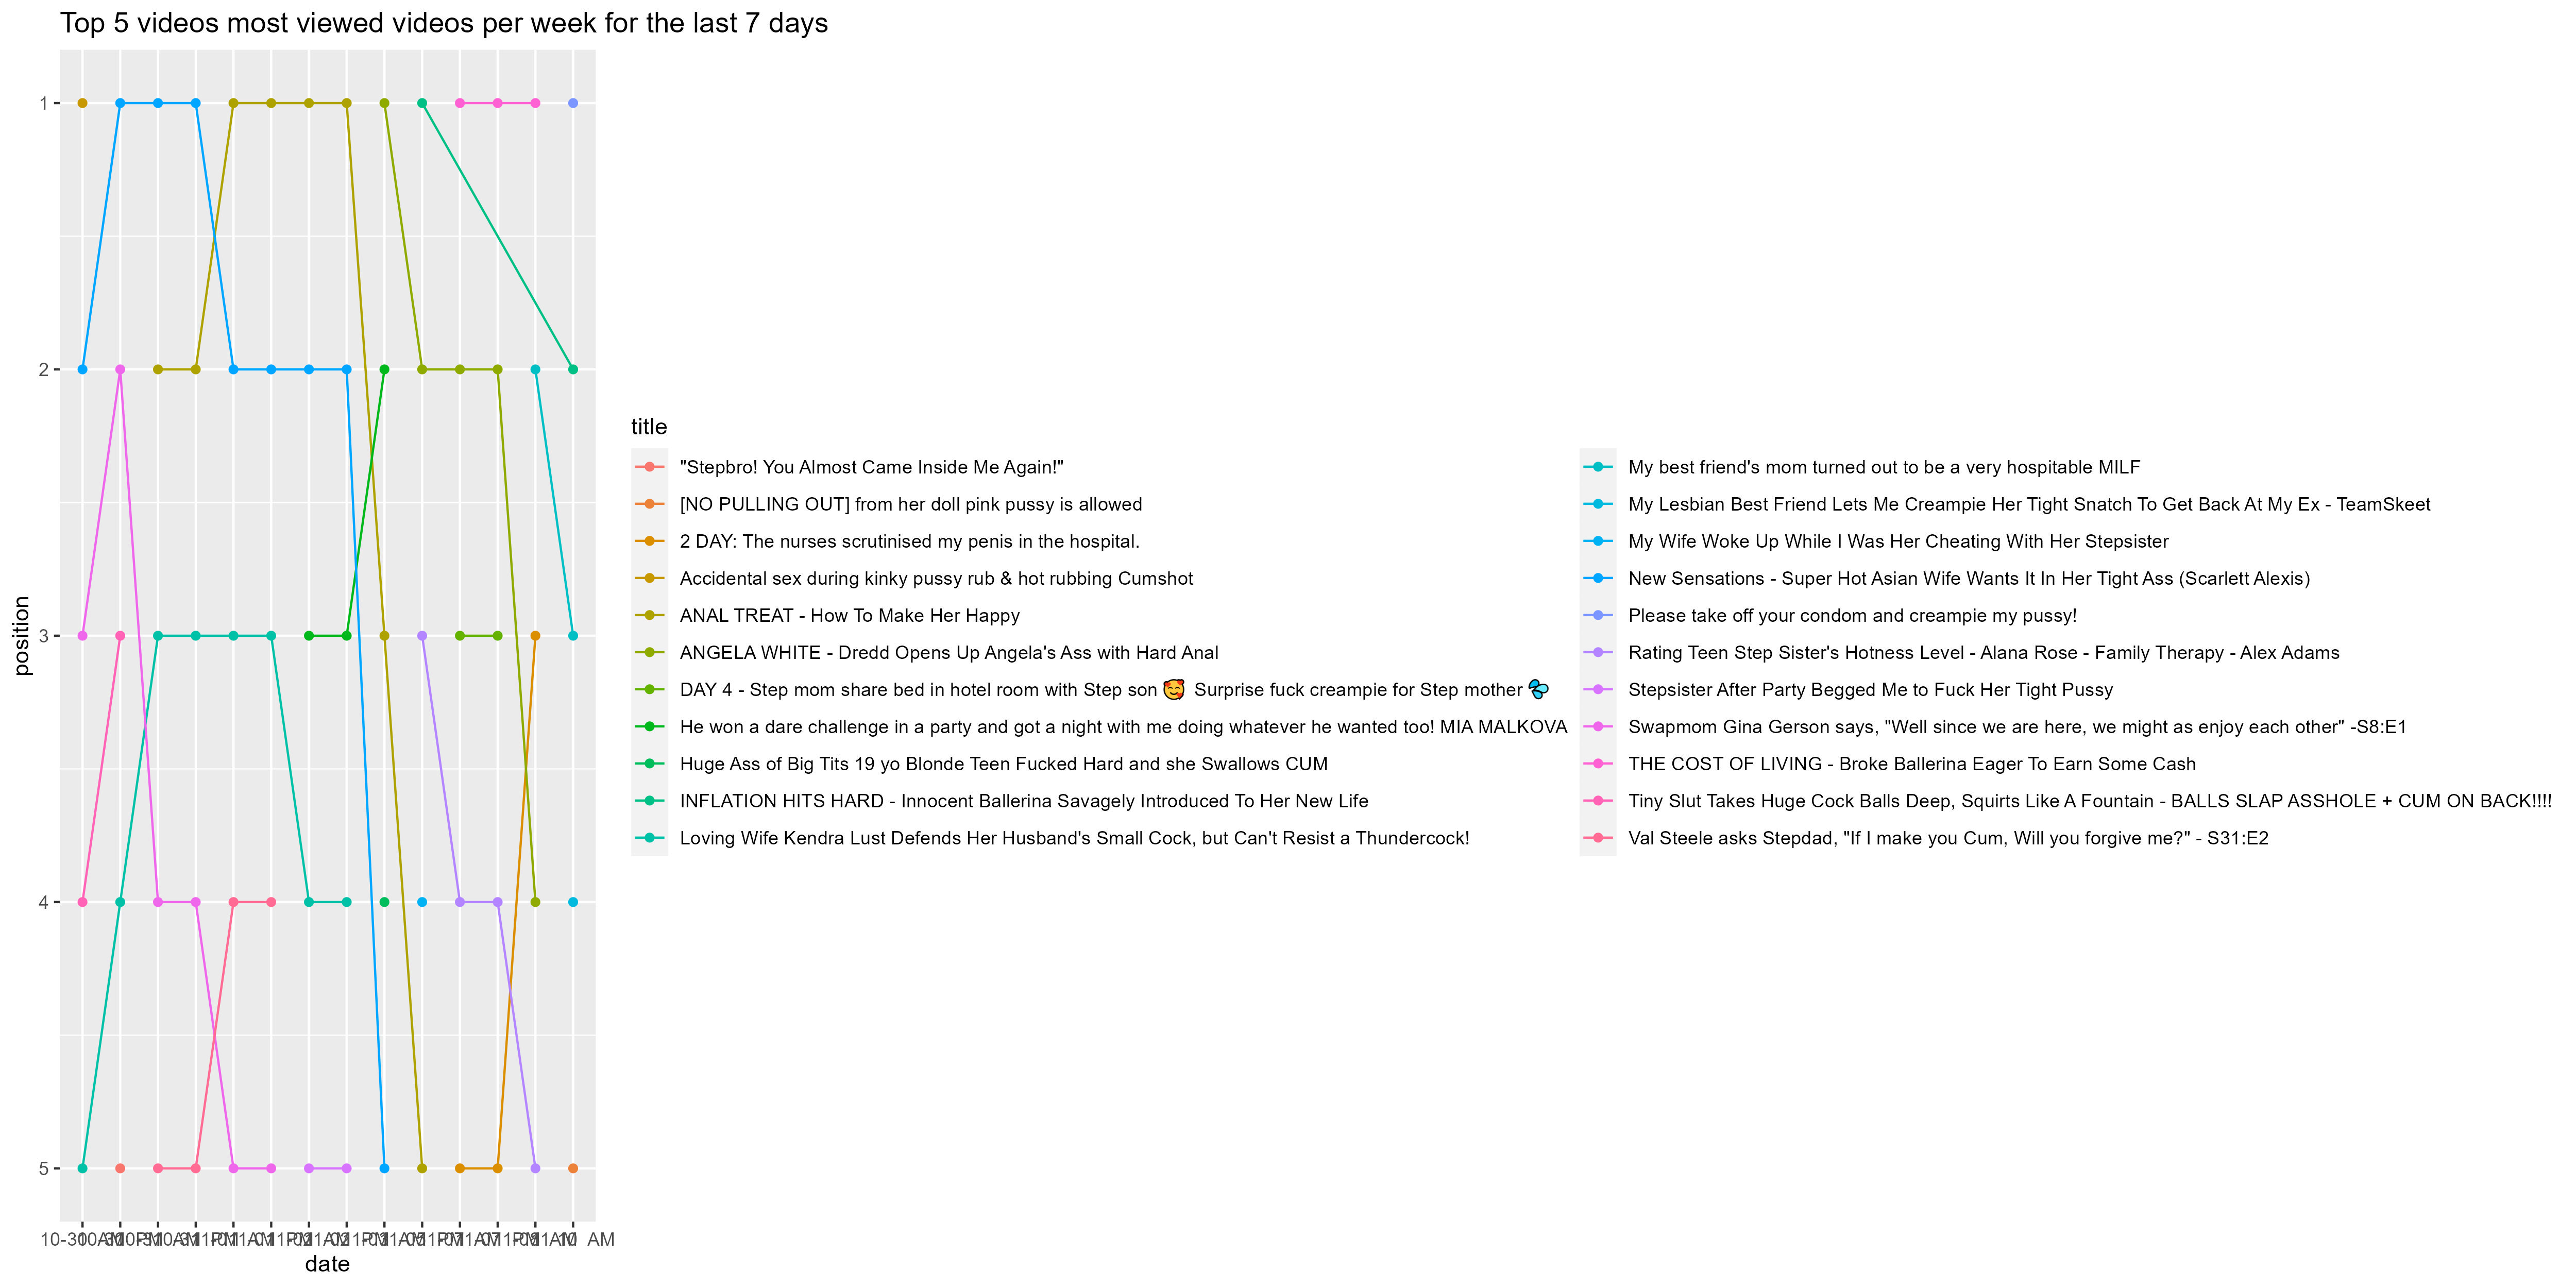 Top 5 videos most viewed videos per week for the last 7 days
1
2
3
4
5
position
date
title
"Stepbro! You Almost Came Inside Me Again!"
[NO PULLING OUT] from her doll pink pussy is allowed
2 DAY: The nurses scrutinised my penis in the hospital.
Accidental sex during kinky pussy rub & hot rubbing Cumshot
ANAL TREAT - How To Make Her Happy
ANGELA WHITE - Dredd Opens Up Angela's Ass with Hard Anal
DAY 4 - Step mom share bed in hotel room with Step son 🥰 Surprise fuck creampie for Step mother 💦
He won a dare challenge in a party and got a night with me doing whatever he wanted too! MIA MALKOVA
Huge Ass of Big Tits 19 yo Blonde Teen Fucked Hard and she Swallows CUM
INFLATION HITS HARD - Innocent Ballerina Savagely Introduced To Her New Life
Loving Wife Kendra Lust Defends Her Husband's Small Cock, but Can't Resist a Thundercock!
My best friend's mom turned out to be a very hospitable MILF
My Lesbian Best Friend Lets Me Creampie Her Tight Snatch To Get Back At My Ex - TeamSkeet
My Wife Woke Up While I Was Her Cheating With Her Stepsister
New Sensations - Super Hot Asian Wife Wants It In Her Tight Ass (Scarlett Alexis)
Please take off your condom and creampie my pussy!
Rating Teen Step Sister's Hotness Level - Alana Rose - Family Therapy - Alex Adams
Stepsister After Party Begged Me to Fuck Her Tight Pussy
Swapmom Gina Gerson says, "Well since we are here, we might as enjoy each other" -S8:E1
THE COST OF LIVING - Broke Ballerina Eager To Earn Some Cash
Tiny Slut Takes Huge Cock Balls Deep, Squirts Like A Fountain - BALLS SLAP ASSHOLE + CUM ON BACK!!!!
Val Steele asks Stepdad, "If I make you Cum, Will you forgive me?" - S31:E2